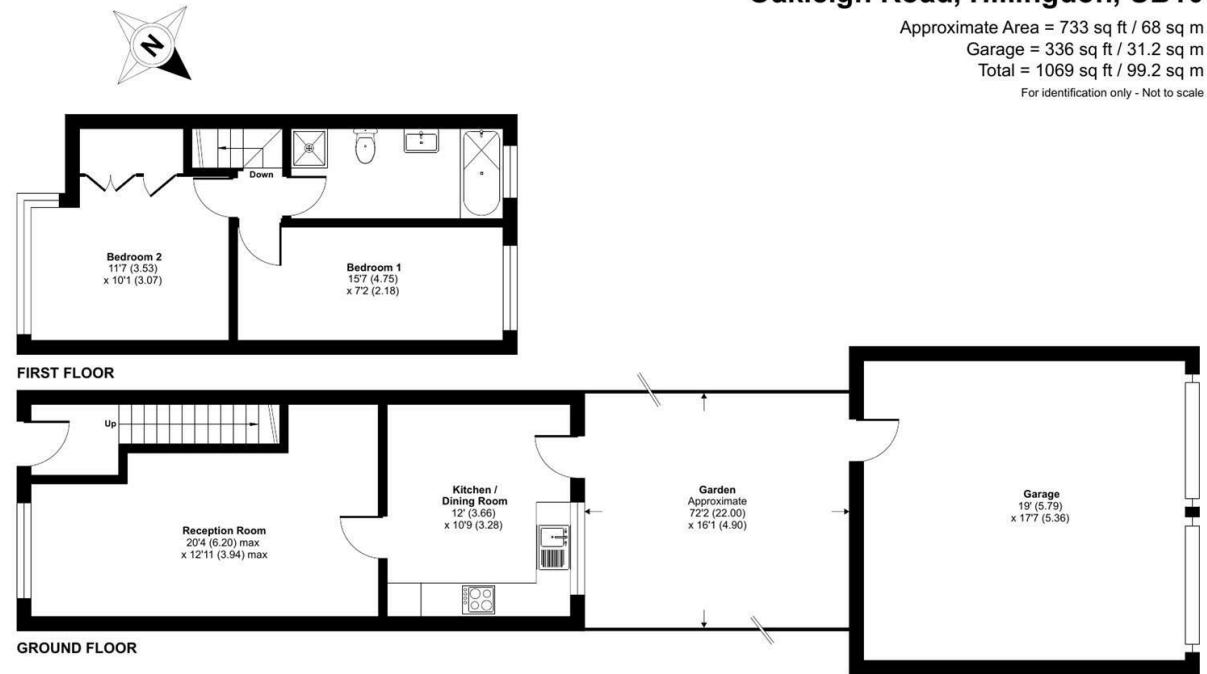 Approximate Area = 733 sq ft / 68 sq m
Garage = 336 sq ft / 31.2 sq m
Total = 1069 sq ft / 99.2 sq m
For identification only - Not to scale
N
Down
Bedroom 2
11'7 (3.53)
x 10'1 (3.07)
Bedroom 1
15'7 (4.75)
x 7'2 (2.18)
FIRST FLOOR
Up
Reception Room
20'4 (6.20) max
x 12'11 (3.94) max
Kitchen /
Dining Room
12' (3.66)
x 10'9 (3.28)
Garden
Approximate
72'2 (22.00)
x 16'1 (4.90)
Garage
19' (5.79)
x 17'7 (5.36)
GROUND FLOOR